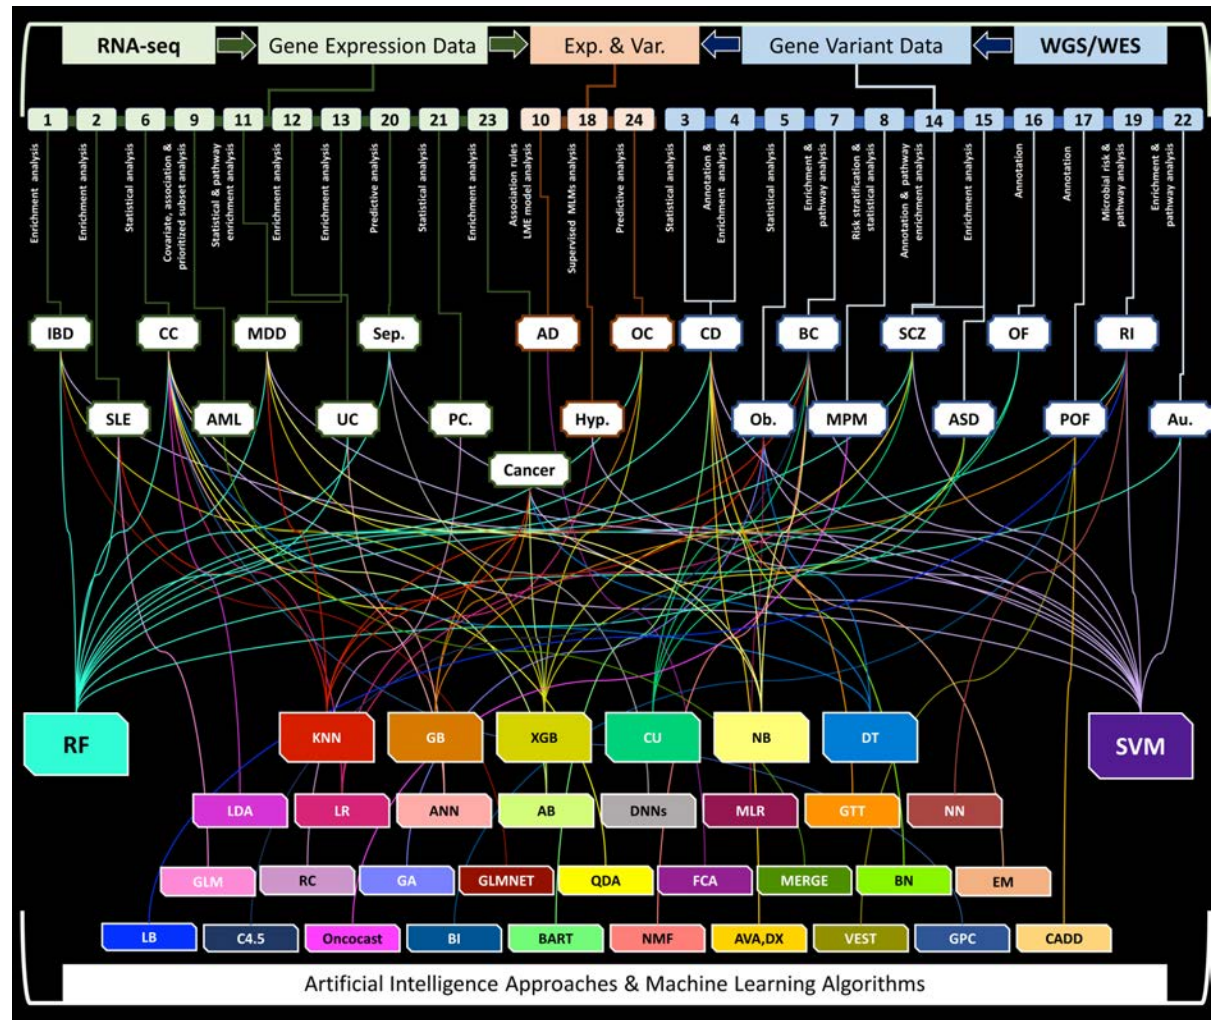 RNA-seq
Gene Expression Data
Exp. & Var.
Gene Variant Data
WGS/WES
1
2
6
9
11
12
13
20
21
23
10
18
24
3
4
5
7
8
14
15
16
17
19
22
Enrichment analysis
Enrichment analysis
Statistical analysis
Covariate, association &
prioritized subset analysis
Statistical & pathway
enrichment analysis
Enrichment analysis
Enrichment analysis
Predictive analysis
Statistical analysis
Enrichment analysis
Association rules
LME model analysis
Supervised MLMs analysis
Predictive analysis
Statistical analysis
Annotation &
Enrichment analysis
Statistical analysis
Enrichment &
pathway analysis
Risk stratification &
statistical analysis
Annotation & pathway
enrichment analysis
Enrichment analysis
Annotation
Annotation
Microbial risk &
pathway analysis
Enrichment &
pathway analysis
IBD
CC
MDD
Sep.
AD
OC
CD
BC
SCZ
OF
RI
SLE
AML
UC
PC.
Hyp.
Ob.
MPM
ASD
POF
Au.
Cancer
RF
KNN
GB
XGB
CU
NB
DT
SVM
LDA
LR
ANN
AB
DNNs
MLR
GTT
NN
GLM
RC
GA
GLMNET
QDA
FCA
MERGE
BN
EM
LB
C4.5
Oncocast
BI
BART
NMF
AVA,DX
VEST
GPC
CADD
Artificial Intelligence Approaches & Machine Learning Algorithms